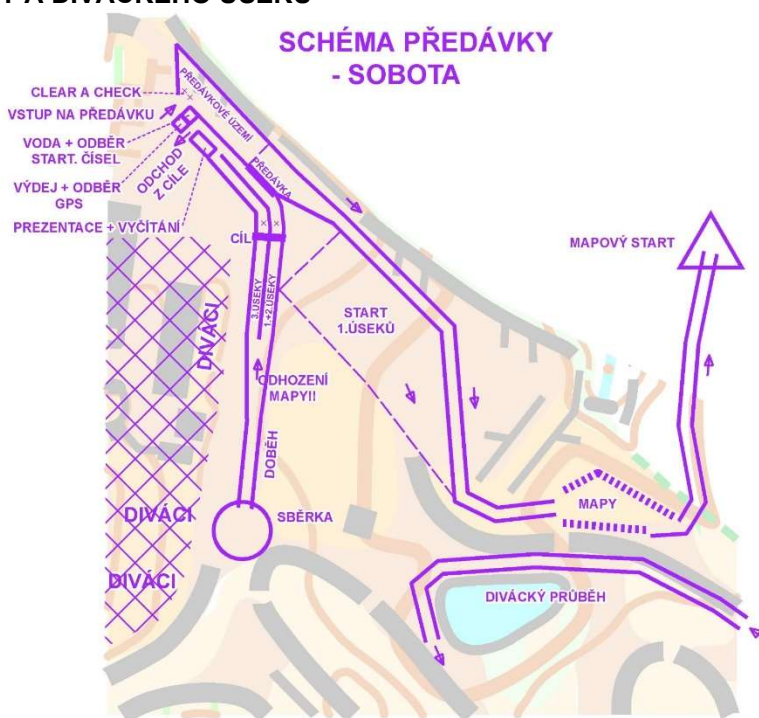 SCHÉMA PŘEDÁVKY
- SOBOTA
CLEAR A CHECK
VSTUP NA PŘEDÁVKU
VODA + ODBĚR
START. ČÍSEL
VÝDEJ + ODBĚR
GPS
PREZENTACE + VYČÍTÁNÍ
ODCHOD
Z CÍLE
PŘEDÁVKOVÉ ÚZEMÍ
PŘEDÁVKA
CÍL
MAPOVÝ START
START
1.ÚSEKŮ
3.ÚSEKY
1.+2.ÚSEKY
DIVÁCI
ODHOZENÍ
MAPY!!
DOBĚH
SBĚRKA
MAPY
DIVÁCI
DIVÁCI
DIVÁCKÝ PRŮBĚH